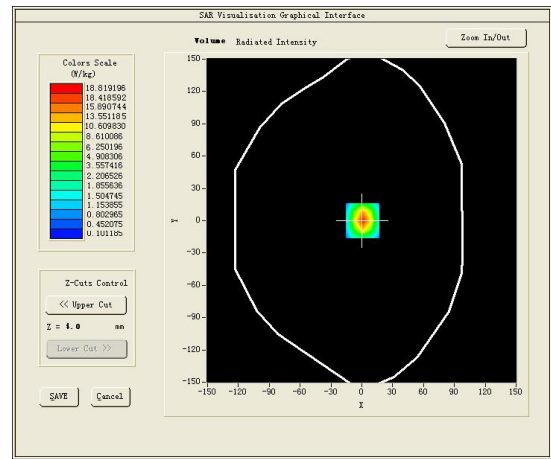 SAR Visualisation Graphical Interface
Volume Radiated Intensity
Zoom In/Out
Colors Scale
(W/kg)
18.819196
18.418592
15.890744
13.551185
10.609830
8.610086
6.250196
4.908306
3.557416
2.206526
1.855636
1.504745
1.153855
0.802965
0.452075
0.101185
Z-Cuts Control
<< Upper Cut
Z = 4.0 mm
Lower Cut >>
SAVE Cancel
150
120
90
60
30
0
-30
-60
-90
-120
-150
Y
-150 -120 -90 -60 -30 0 30 60 90 120 150
X